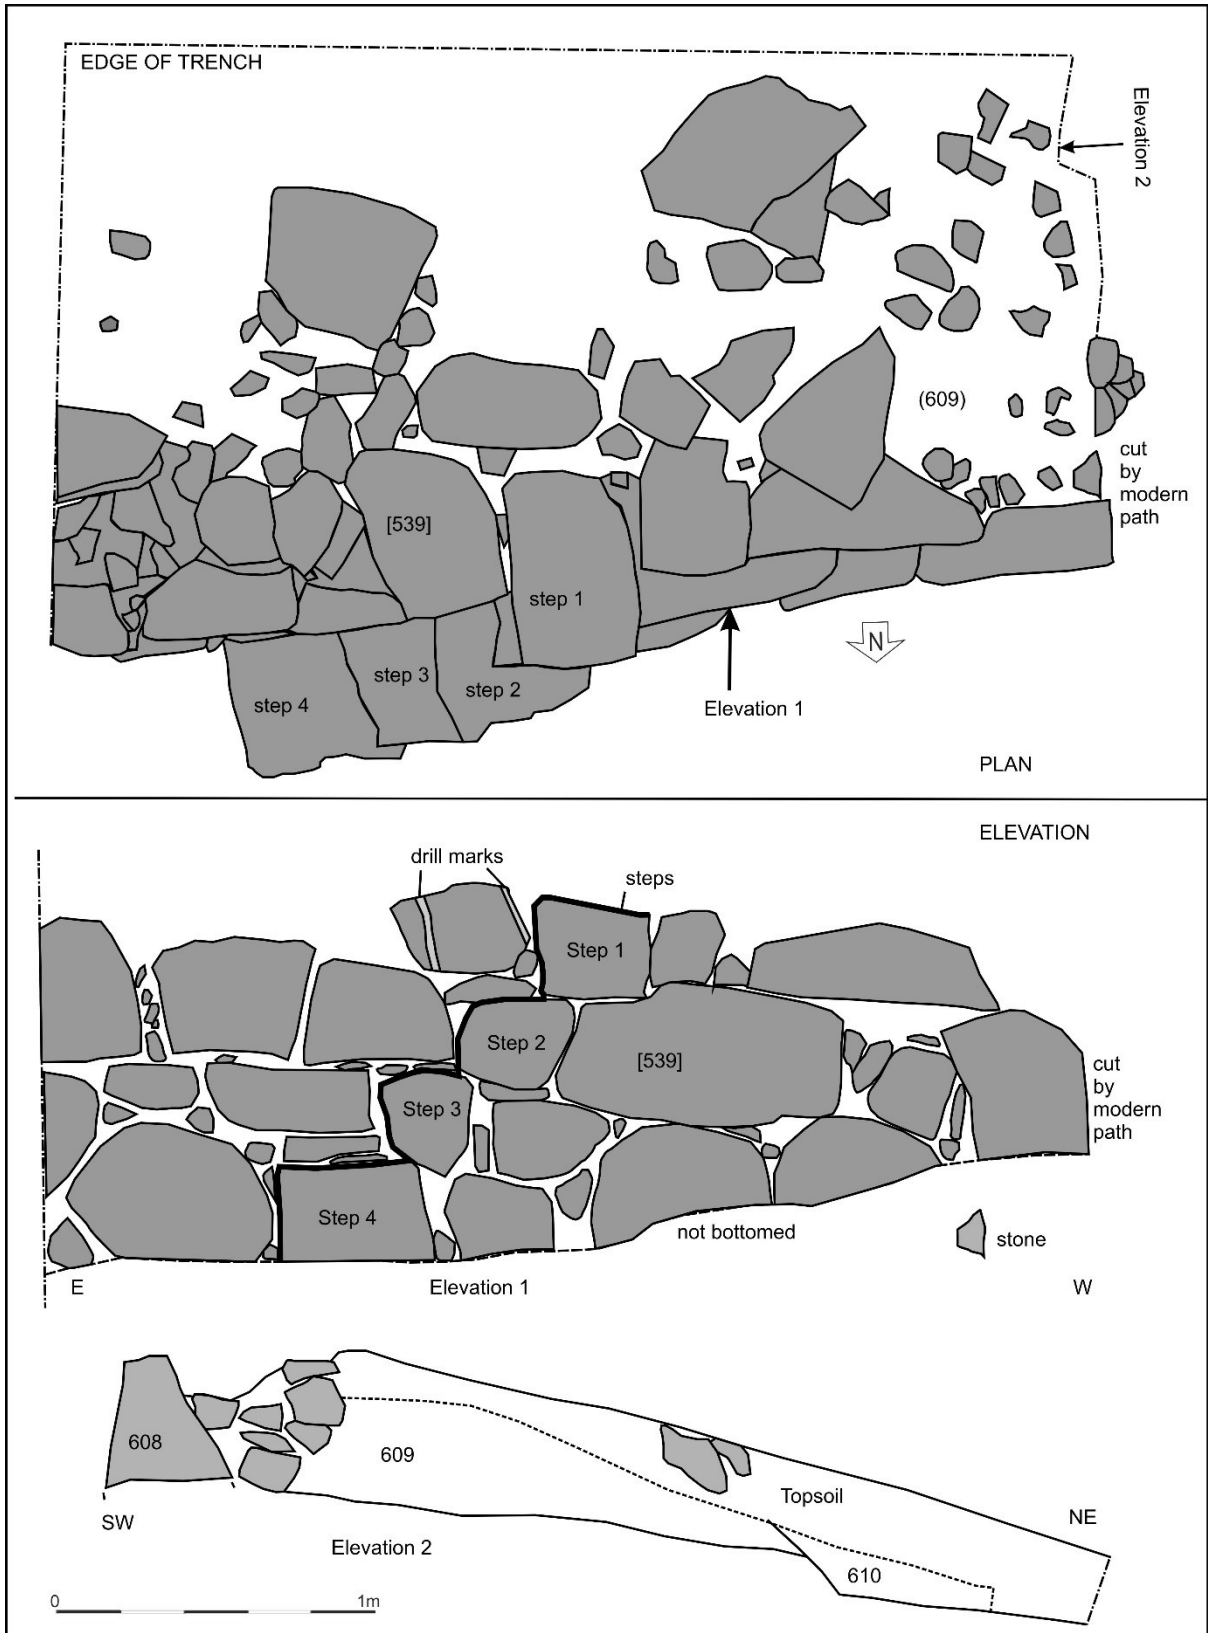 EDGE OF TRENCH
Elevation 2
(609)
cut
by
modern
path
[539]
step 1
N
step 3
step 2
step 4
Elevation 1
PLAN
ELEVATION
drill marks
steps
Step 1
Step 2
[539]
cut
by
modern
path
Step 3
Step 4
not bottomed
stone
E
Elevation 1
W
608
609
Topsoil
SW
NE
Elevation 2
610
0
1m